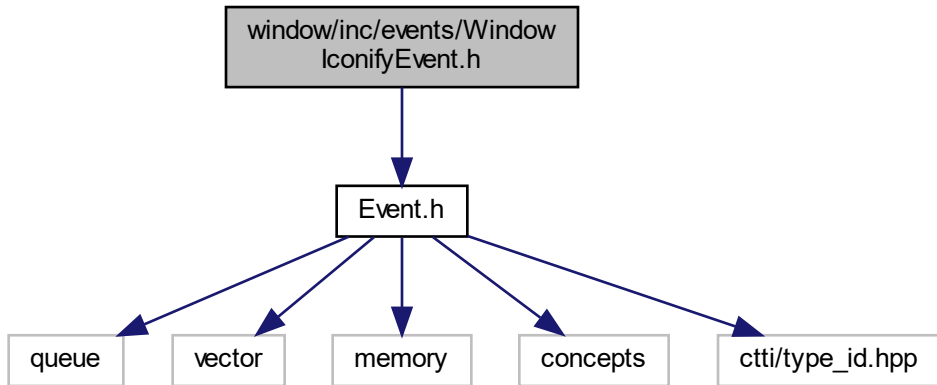 window/inc/events/Window
IconifyEvent.h
Event.h
queue
vector
memory
concepts
ctti/type_id.hpp